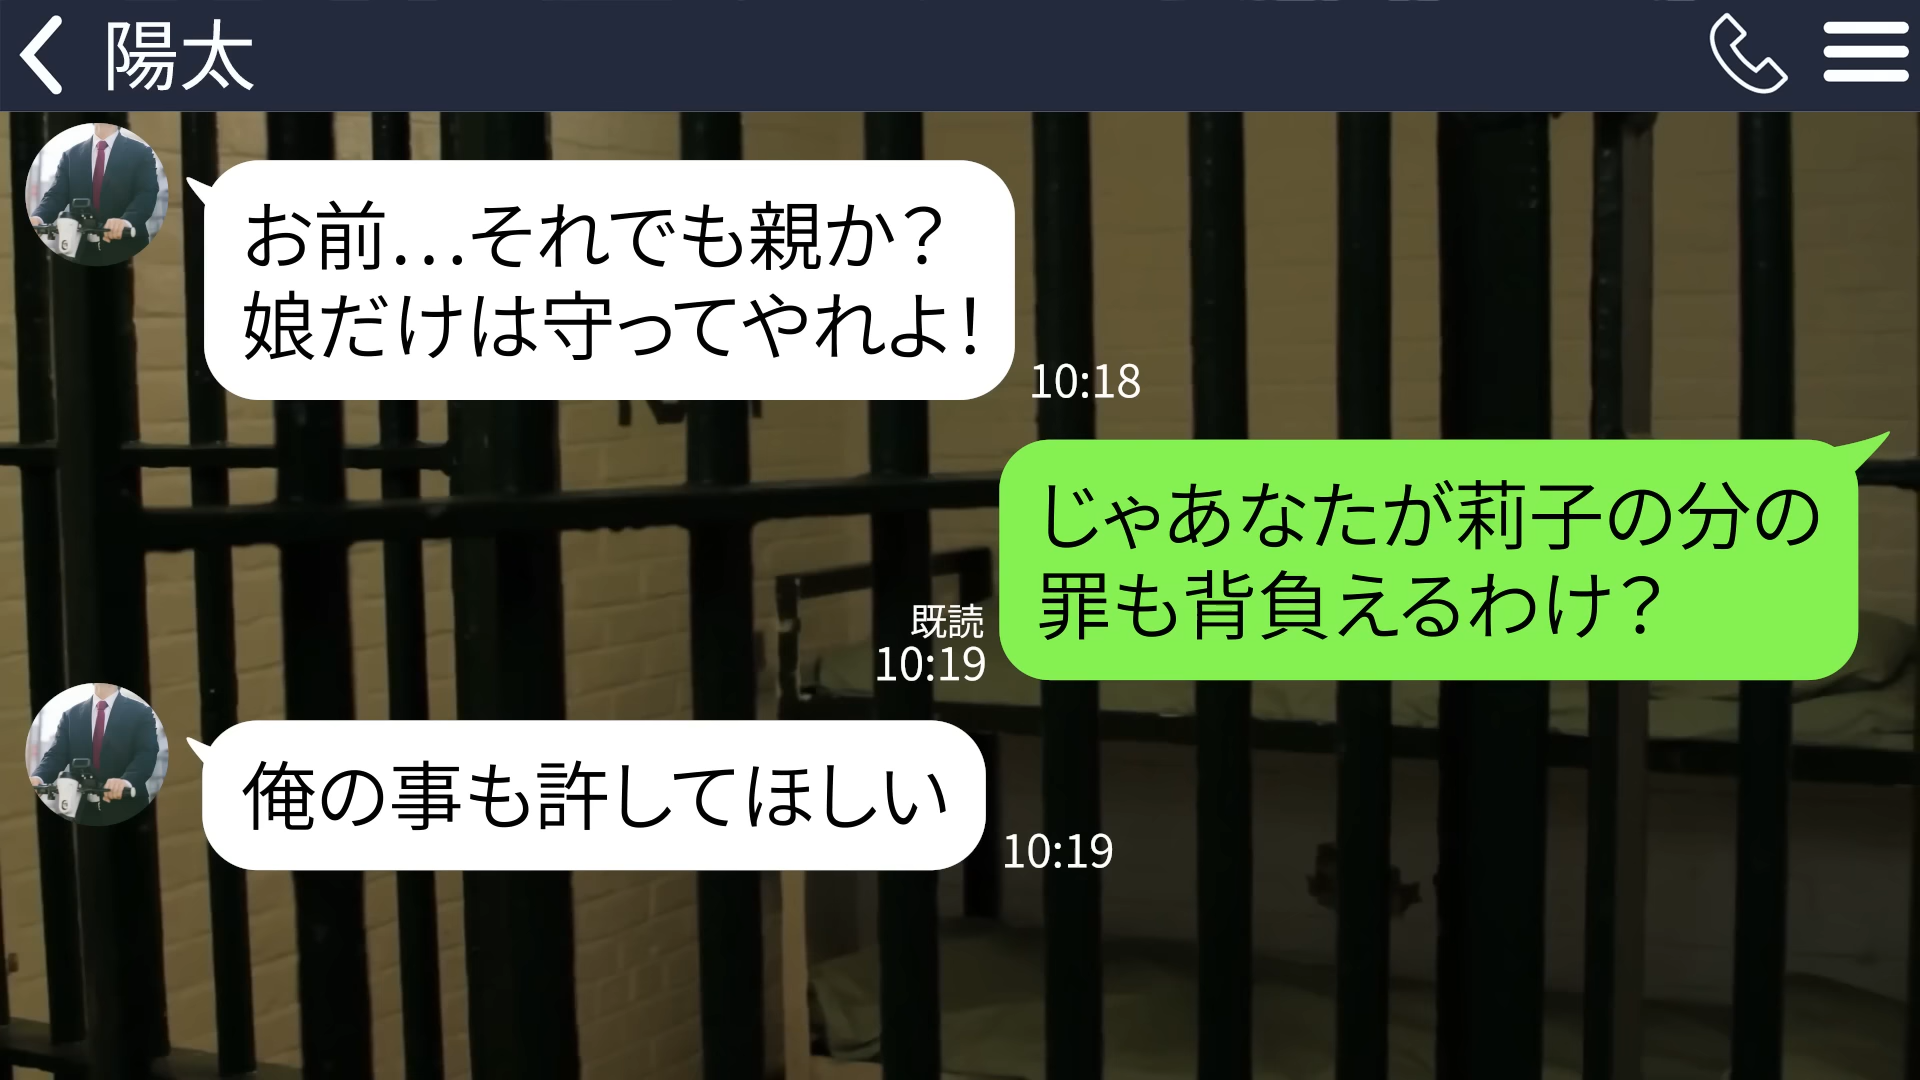 陽太
お前…それでも親か？
娘だけは守ってやれよ！
10:18
じゃあなたが莉子の分の
罪も背負えるわけ？
既読
10:19
俺の事も許してほしい
10:19